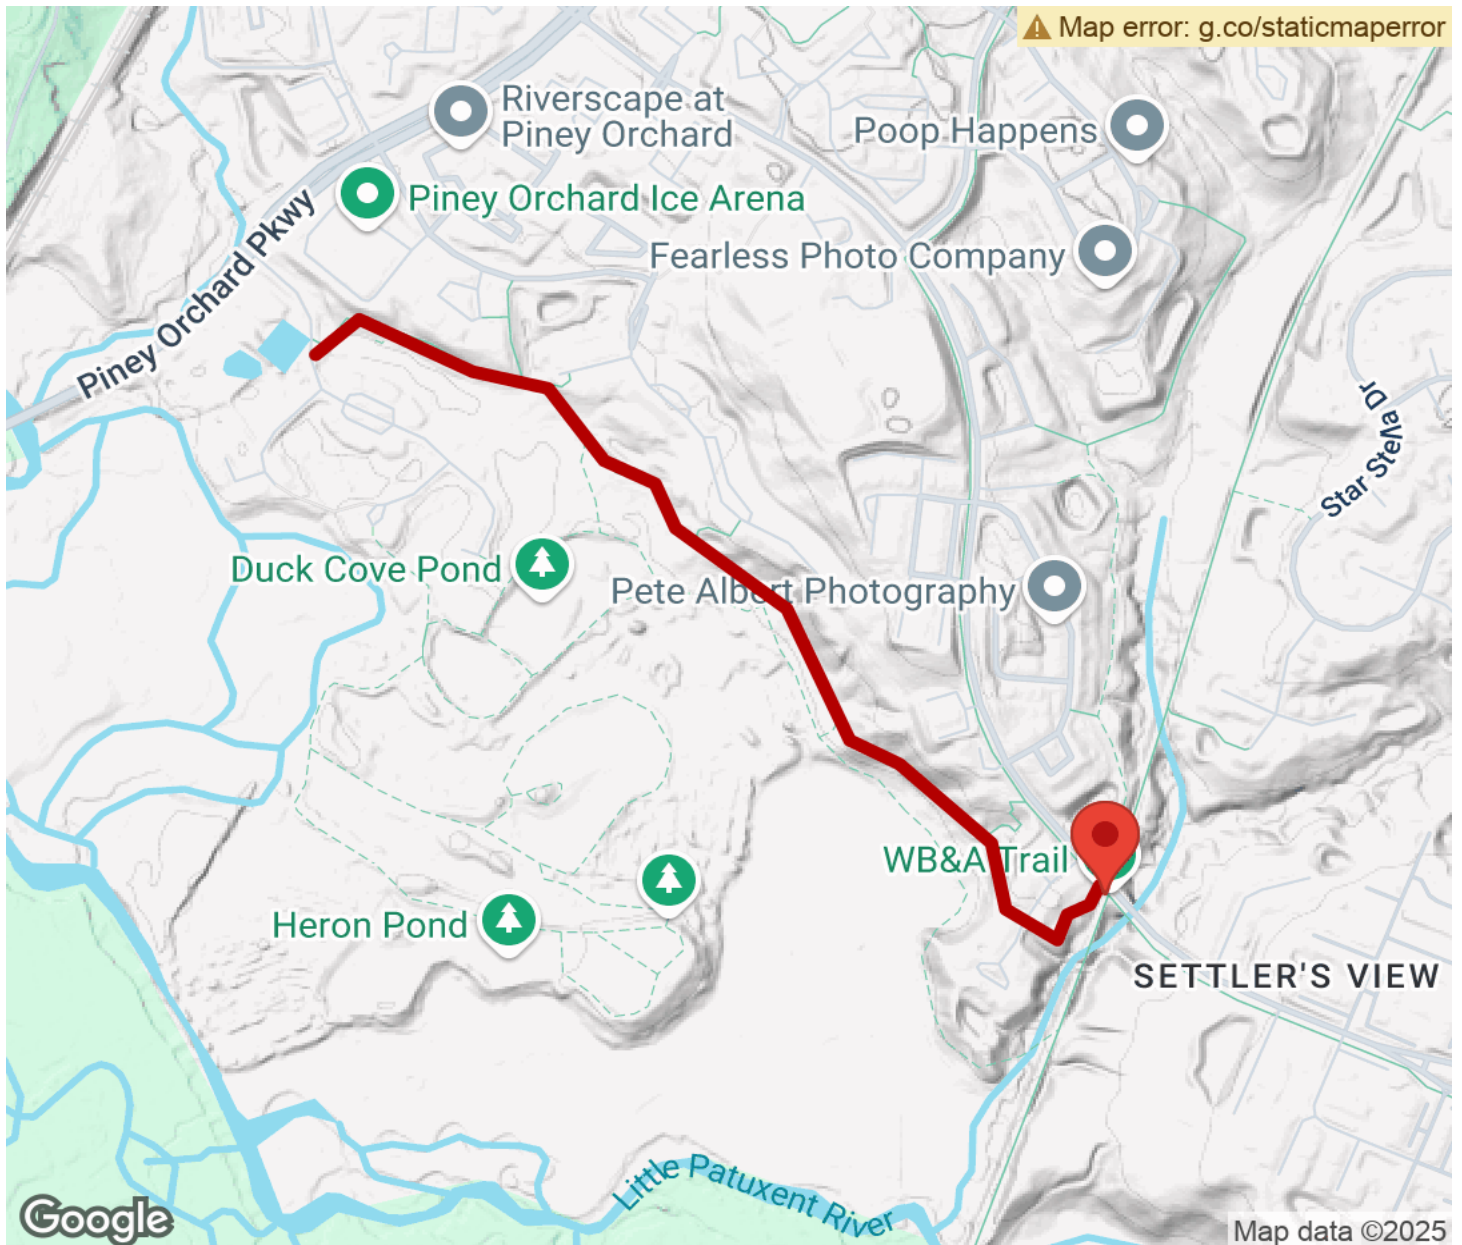 Map error: g.co/staticmaperror
Riverscape at
Piney Orchard
Poop Happens
Piney Orchard Ice Arena
Fearless Photo Company
Piney Orchard Pkwy
Star Stella Dr
Duck Cove Pond
Pete Albert Photography
WB&A Trail
Heron Pond
SETTLER'S VIEW
Little Patuxent River
Google
Map data ©2025